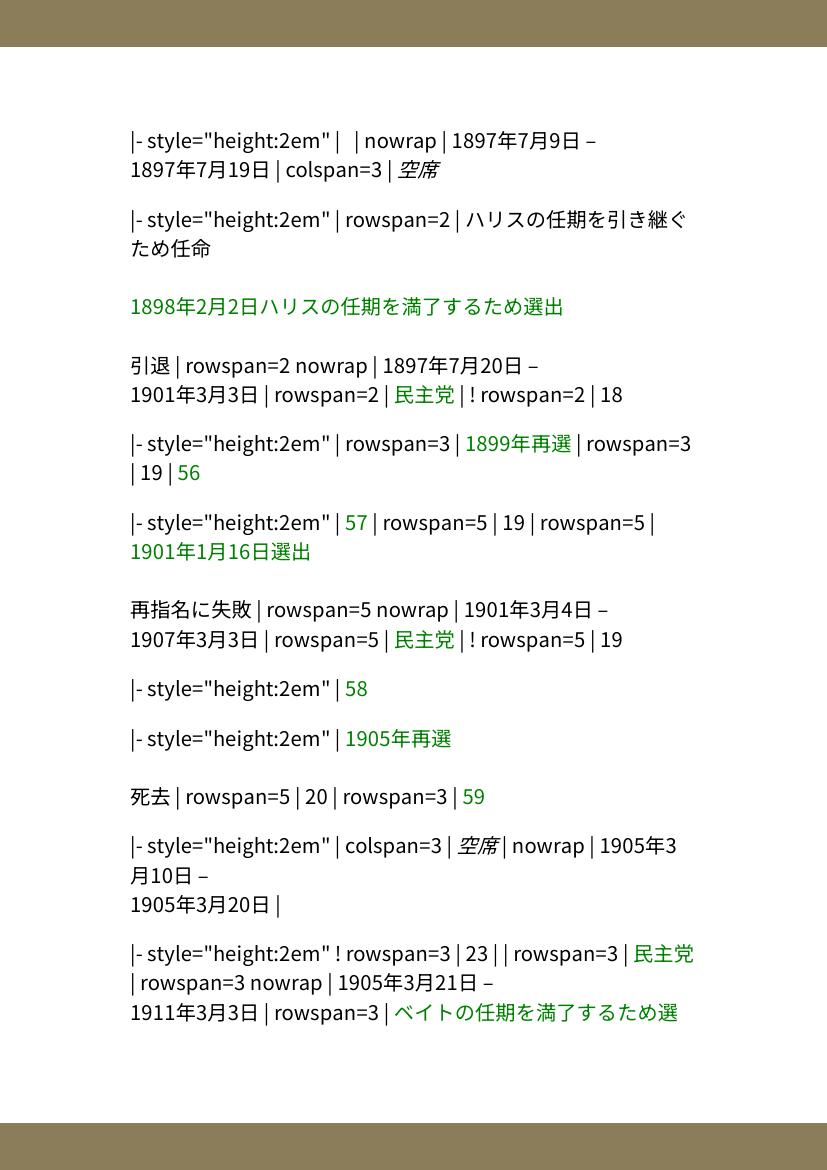 |- style="height:2em" |   | nowrap | 1897年7月9日 –
1897年7月19日 | colspan=3 | 空席
|- style="height:2em" | rowspan=2 | ハリスの任期を引き継ぐ
ため任命
1898年2月2日ハリスの任期を満了するため選出
引退 | rowspan=2 nowrap | 1897年7月20日 –
1901年3月3日 | rowspan=2 | 民主党 | ! rowspan=2 | 18
|- style="height:2em" | rowspan=3 | 1899年再選 | rowspan=3
| 19 | 56
|- style="height:2em" | 57 | rowspan=5 | 19 | rowspan=5 |
1901年1月16日選出
再指名に失敗 | rowspan=5 nowrap | 1901年3月4日 –
1907年3月3日 | rowspan=5 | 民主党 | ! rowspan=5 | 19
|- style="height:2em" | 58
|- style="height:2em" | 1905年再選
死去 | rowspan=5 | 20 | rowspan=3 | 59
|- style="height:2em" | colspan=3 | 空席 | nowrap | 1905年3
月10日 –
1905年3月20日 |
|- style="height:2em" ! rowspan=3 | 23 | | rowspan=3 | 民主党
| rowspan=3 nowrap | 1905年3月21日 –
1911年3月3日 | rowspan=3 | ベイトの任期を満了するため選